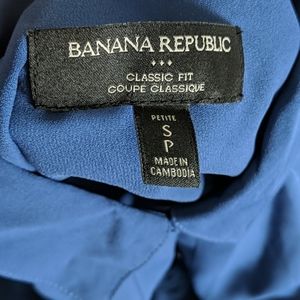 BANANA REPUBLIC
CLASSIC FIT
COUPE CLASSIQUE
PETITE
S
P
MADE IN
CAMBODIA